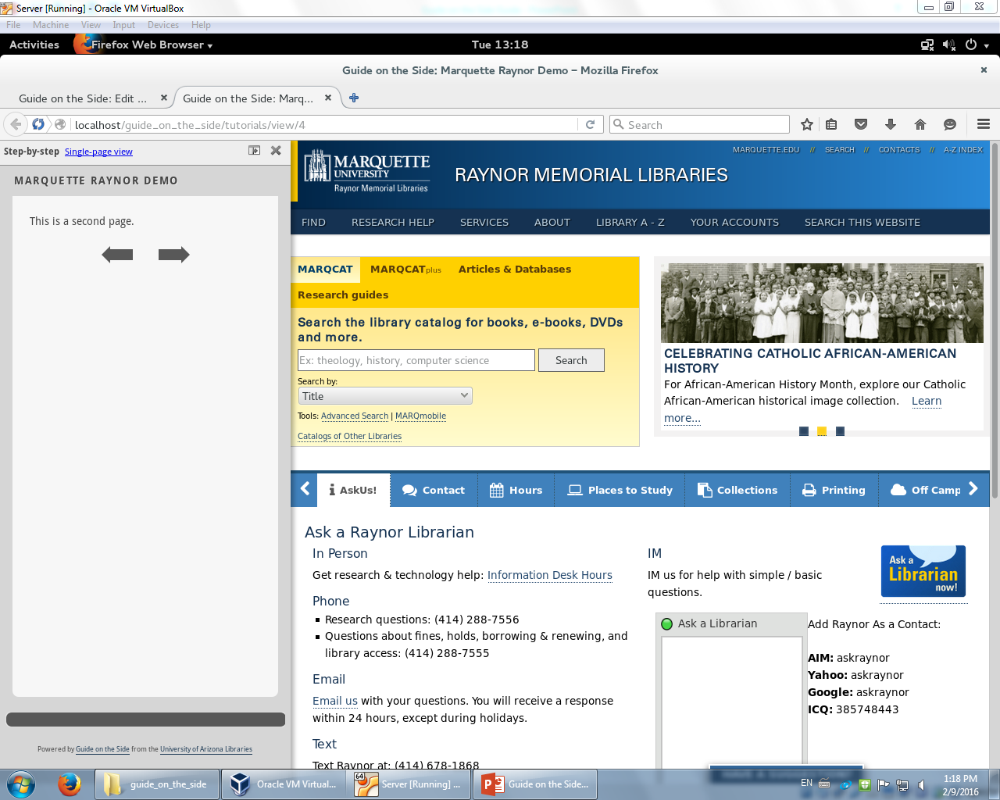 Server [Running] - Oracle VM VirtualBox
File Machine View Input Devices Help
Activities Firefox Web Browser Tue 13:18
Guide on the Side: Marquette Raynor Demo – Mozilla Firefox
Guide on the Side: Edit ... Guide on the Side: Marq...
localhost/guide_on_the_side/tutorials/view/4 Search
Step-by-step Single-page view
MARQUETTE RAYNOR DEMO
This is a second page.
Powered by Guide on the Side from the University of Arizona Libraries
MARQUETTE.EDU // SEARCH // CONTACTS // A-Z INDEX
MARQUETTE
UNIVERSITY
Raynor Memorial Libraries
RAYNOR MEMORIAL LIBRARIES
FIND RESEARCH HELP SERVICES ABOUT LIBRARY A - Z YOUR ACCOUNTS SEARCH THIS WEBSITE
MARQCAT MARQCATplus Articles & Databases
Research guides
Search the library catalog for books, e-books, DVDs
and more.
Ex: theology, history, computer science Search
Search by:
Title
Tools: Advanced Search | MARQmobile
Catalogs of Other Libraries
CELEBRATING CATHOLIC AFRICAN-AMERICAN
HISTORY
For African-American History Month, explore our Catholic
African-American historical image collection. Learn
more...
AskUs! Contact Hours Places to Study Collections Printing Off Camp
Ask a Raynor Librarian
In Person
Get research & technology help: Information Desk Hours
Phone
Research questions: (414) 288-7556
Questions about fines, holds, borrowing & renewing, and
library access: (414) 288-7555
Email
Email us with your questions. You will receive a response
within 24 hours, except during holidays.
Text
Text Raynor at: (414) 678-1868
IM
IM us for help with simple / basic
questions.
Ask a
Librarian
now!
Ask a Librarian
Add Raynor As a Contact:
AIM: askraynor
Yahoo: askraynor
Google: askraynor
ICQ: 385748443
guide_on_the_side Oracle VM Virtual... 64 Server [Running] ... Guide on the Side... EN 1:18 PM
2/9/2016